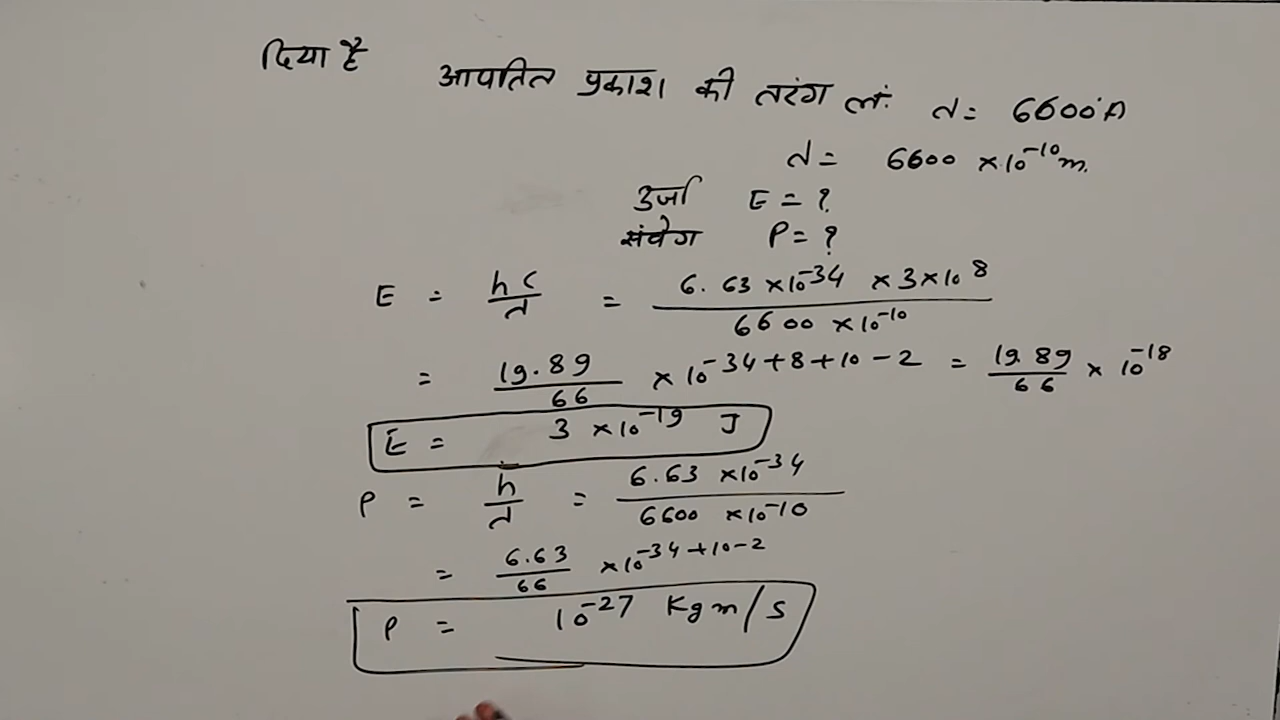 दिया है
आपतित प्रकाश की तरंग लं. λ = 6600 Å
λ = 6600 × 10⁻¹⁰ m.
उर्जा E = ?
संवेग P = ?
E = hc/λ = 6.63 × 10⁻³⁴ × 3 × 10⁸ / 6600 × 10⁻¹⁰
= 19.89/66 × 10⁻³⁴⁺⁸⁺¹⁰⁻² = 19.89/66 × 10⁻¹⁸
E = 3 × 10⁻¹⁹ J
P = h/λ = 6.63 × 10⁻³⁴ / 6600 × 10⁻¹⁰
= 6.63/66 × 10⁻³⁴⁺¹⁰⁻²
P = 10⁻²⁷ Kg m/s